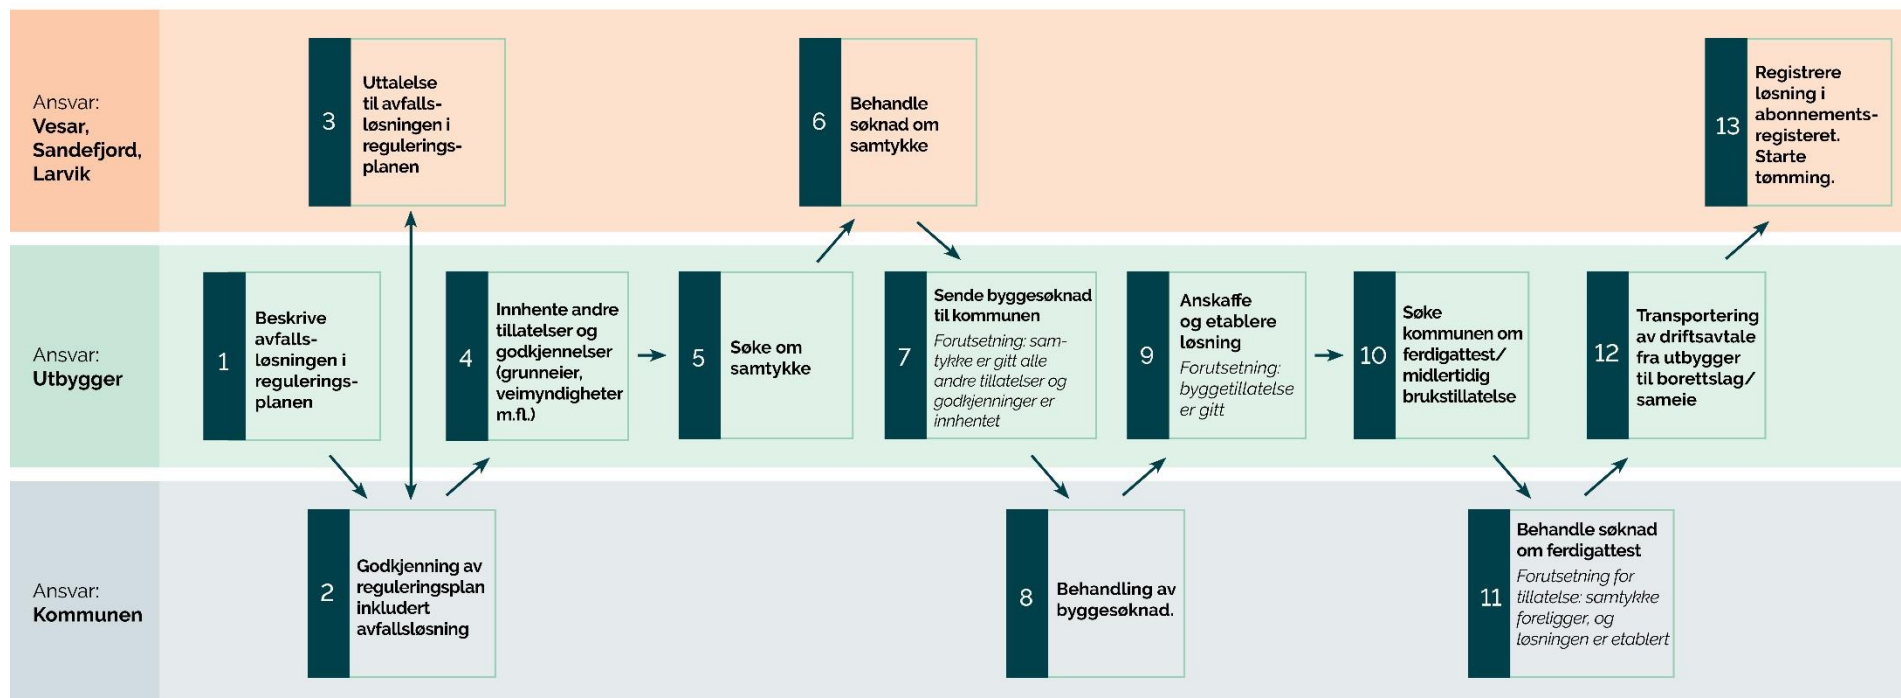 Ansvar:
Vesar,
Sandefjord,
Larvik
3
Uttalelse
til avfalls-
løsningen i
regulerings-
planen
6
Behandle
søknad om
samtykke
13
Registrere
løsning i
abonnements-
registeret.
Starte
tømming.
Ansvar:
Utbygger
1
Beskrive
avfalls-
løsningen i
regulerings-
planen
4
Innhente andre
tillatelser og
godkjennelser
(grunneier,
veimyndigheter
m.fl.)
5
Søke om
samtykke
7
Sende byggesøknad
til kommunen
Forutsetning: sam-
tykke er gitt alle
andre tillatelser og
godkjenninger er
innhentet
9
Anskaffe
og etablere
løsning
Forutsetning:
byggetillatelse
er gitt
10
Søke
kommunen om
ferdigattest/
midlertidig
brukstillatelse
12
Transportering
av driftsavtale
fra utbygger
til borettslag/
sameie
Ansvar:
Kommunen
2
Godkjenning av
reguleringsplan
inkludert
avfallsløsning
8
Behandling av
byggesøknad.
11
Behandle søknad
om ferdigattest
Forutsetning for
tillatelse: samtykke
foreligger, og
løsningen er etablert